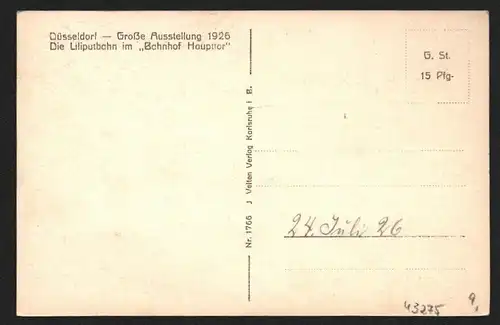 Düsseldorf — Große Ausstellung 1926
Die Liliputbahn im „Bahnhof Haupttor"
G. St.
15 Pfg.
Nr. 1766 J Velten Verlag Karlsruhe i B.
24. Juli 26
43275
9,